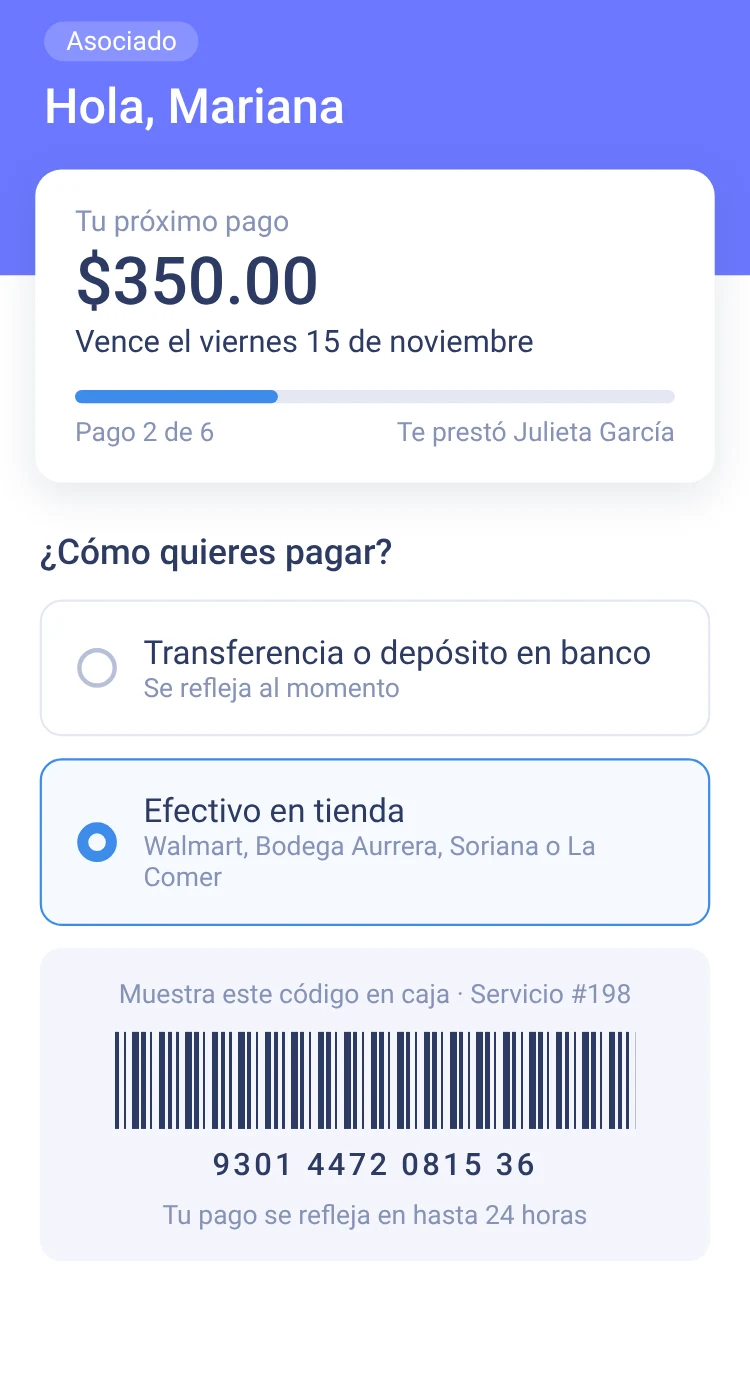 Asociado
Hola, Mariana
Tu próximo pago
$350.00
Vence el viernes 15 de noviembre
Pago 2 de 6
Te prestó Julieta García
¿Cómo quieres pagar?
Transferencia o depósito en banco
Se refleja al momento
Efectivo en tienda
Walmart, Bodega Aurrera, Soriana o La
Comer
Muestra este código en caja · Servicio #198
9301 4472 0815 36
Tu pago se refleja en hasta 24 horas